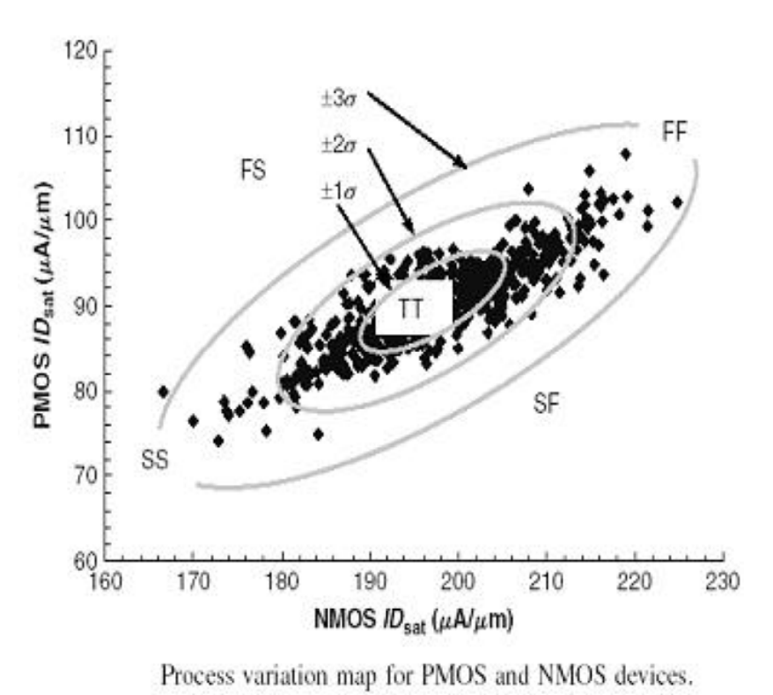 120
110
100
90
80
70
60
PMOS IDsat (μA/μm)
±3σ
±2σ
±1σ
FS
FF
TT
SF
SS
160 170 180 190 200 210 220 230
NMOS IDsat (μA/μm)
Process variation map for PMOS and NMOS devices.